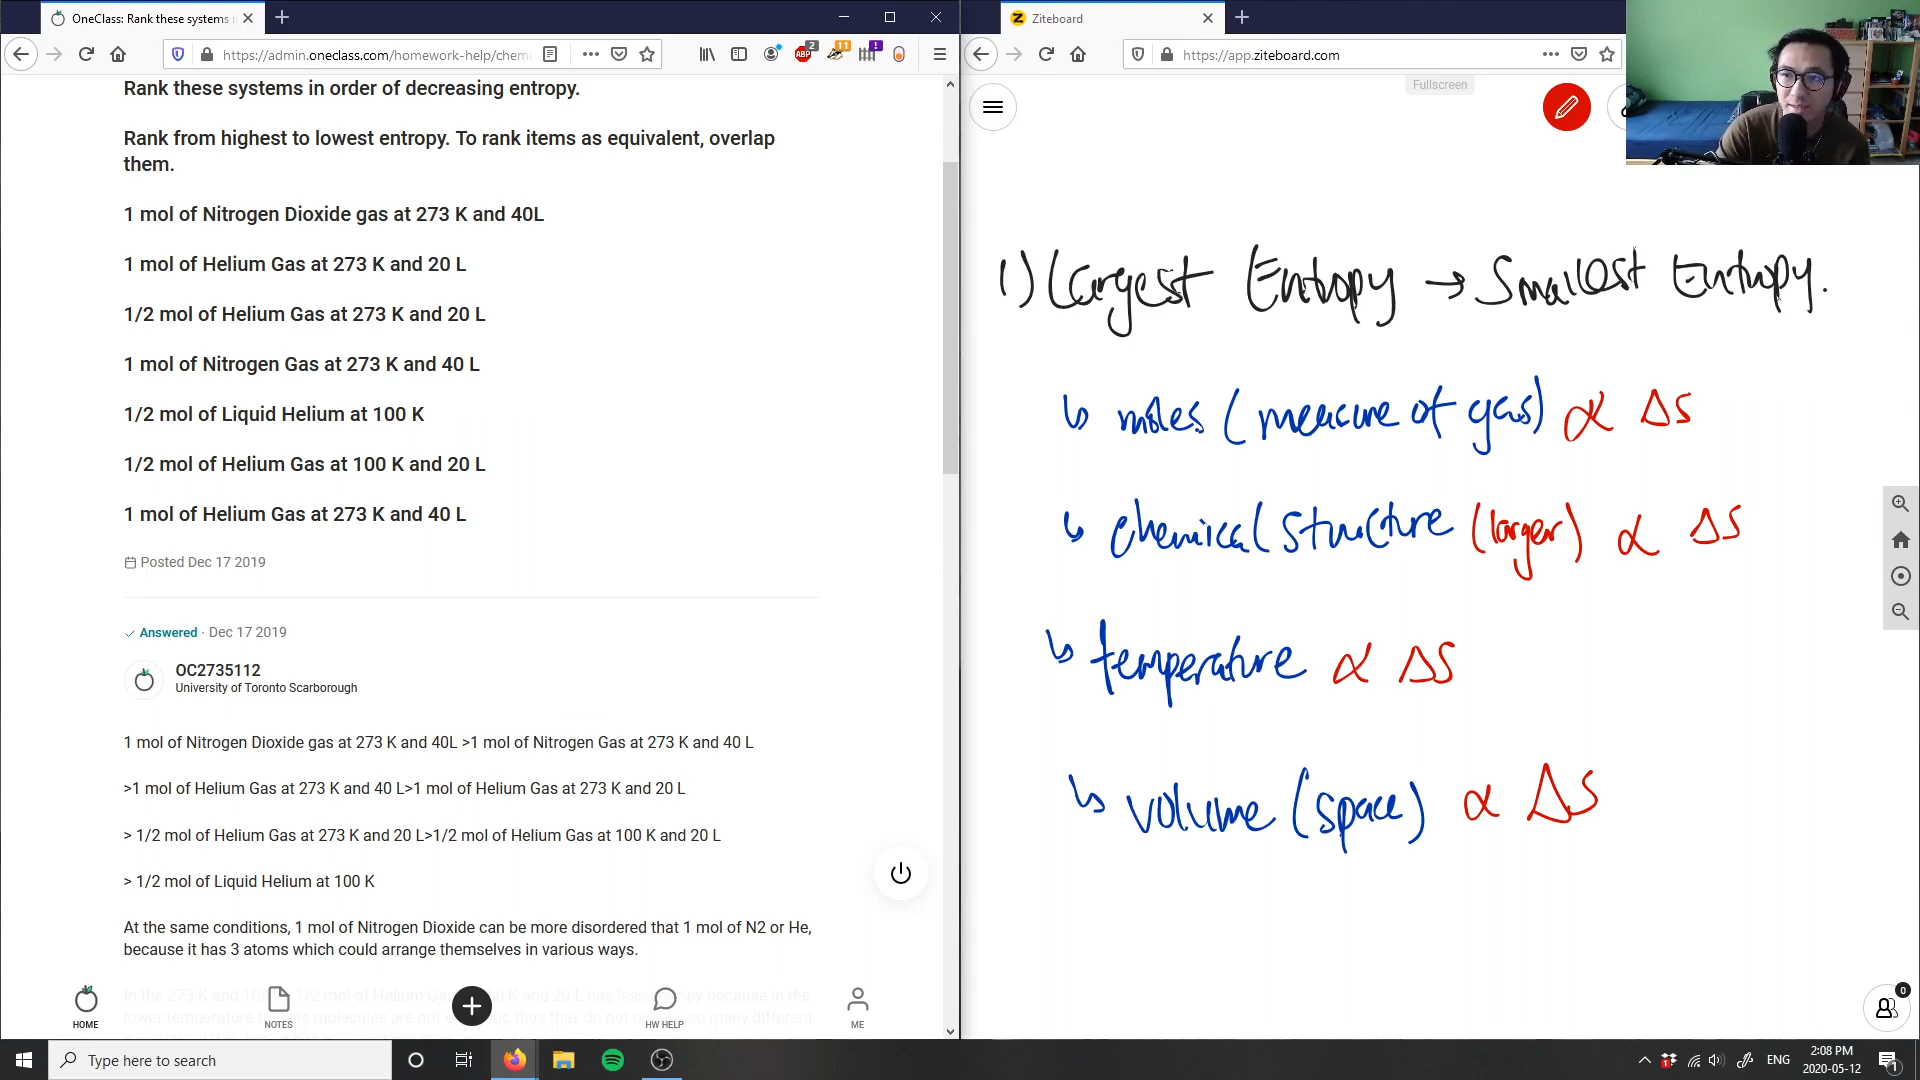 OneClass: Rank these systems i
https://admin.oneclass.com/homework-help/chemi
2
11
!
ABP
Rank these systems in order of decreasing entropy.
Rank from highest to lowest entropy. To rank items as equivalent, overlap
them.
1 mol of Nitrogen Dioxide gas at 273 K and 40L
1 mol of Helium Gas at 273 K and 20 L
1/2 mol of Helium Gas at 273 K and 20 L
1 mol of Nitrogen Gas at 273 K and 40 L
1/2 mol of Liquid Helium at 100 K
1/2 mol of Helium Gas at 100 K and 20 L
1 mol of Helium Gas at 273 K and 40 L
Posted Dec 17 2019
Answered · Dec 17 2019
OC2735112
University of Toronto Scarborough
1 mol of Nitrogen Dioxide gas at 273 K and 40L >1 mol of Nitrogen Gas at 273 K and 40 L
>1 mol of Helium Gas at 273 K and 40 L>1 mol of Helium Gas at 273 K and 20 L
> 1/2 mol of Helium Gas at 273 K and 20 L>1/2 mol of Helium Gas at 100 K and 20 L
> 1/2 mol of Liquid Helium at 100 K
At the same conditions, 1 mol of Nitrogen Dioxide can be more disordered that 1 mol of N2 or He,
because it has 3 atoms which could arrange themselves in various ways.
HOME
NOTES
HW HELP
ME
Ziteboard
https://app.ziteboard.com
Fullscreen
1) Largest Entropy → Smallest Entropy.
↳ moles (measure of gas) α ΔS
↳ chemical structure (larger) α ΔS
↳ temperature α ΔS
↳ volume (space) α ΔS
0
Type here to search
ENG
2:08 PM
2020-05-12
1